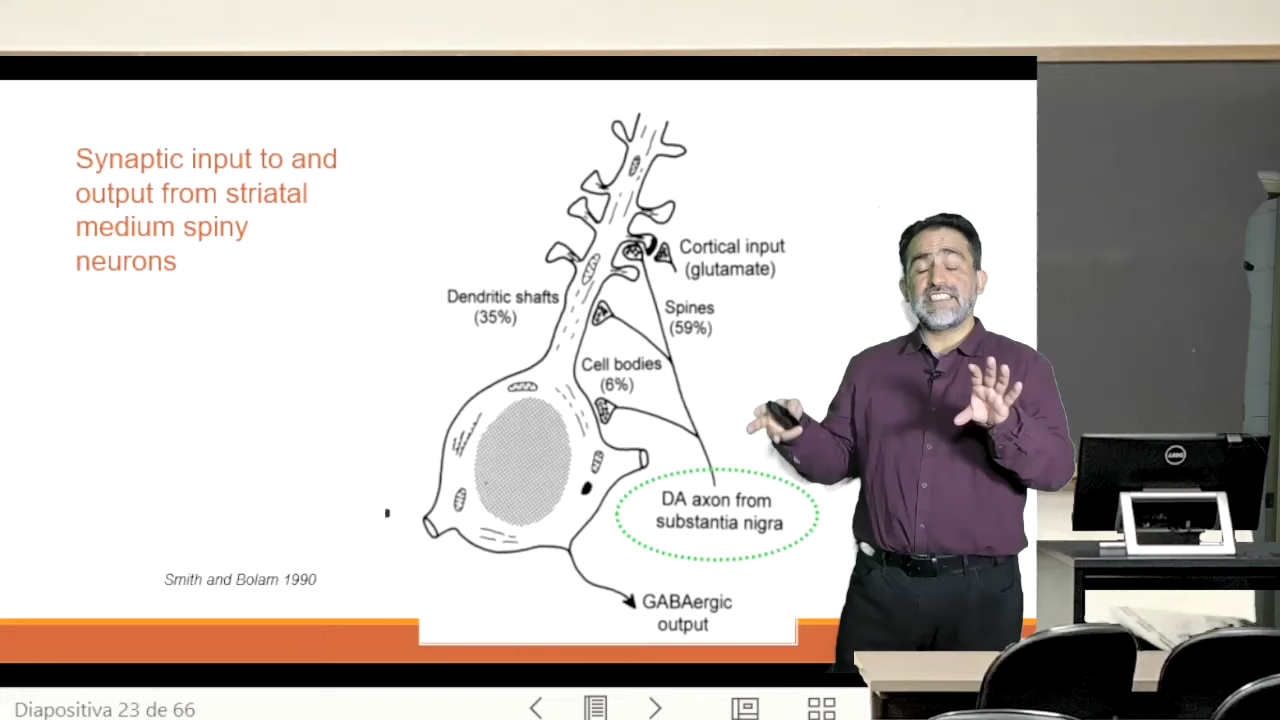 Synaptic input to and
output from striatal
medium spiny
neurons
Cortical input
(glutamate)
Dendritic shafts
(35%)
Spines
(59%)
Cell bodies
(6%)
DA axon from
substantia nigra
Smith and Bolam 1990
GABAergic
output
Diapositiva 23 de 66
DELL